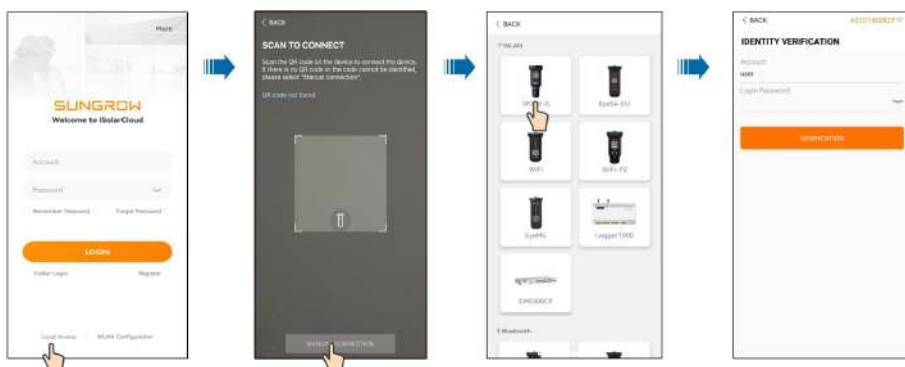 More
SUNGROW
Welcome to iSolarCloud
Account
Password
Remember Password Forgot Password
LOGIN
Visitor Login Register
Local Access WLAN Configuration
BACK
SCAN TO CONNECT
Scan the QR code on the device to connect the device.
If there is no QR code or the code cannot be identified,
please select "Manual connection".
QR code not found
MANUAL CONNECTION
BACK
WLAN
EyeS4-EU
WiFi
WiFi-P2
EyeM4
Logger1000
EMU200CP
Bluetooth
BACK
IDENTITY VERIFICATION
Account
user
Login Password
VERIFICATION